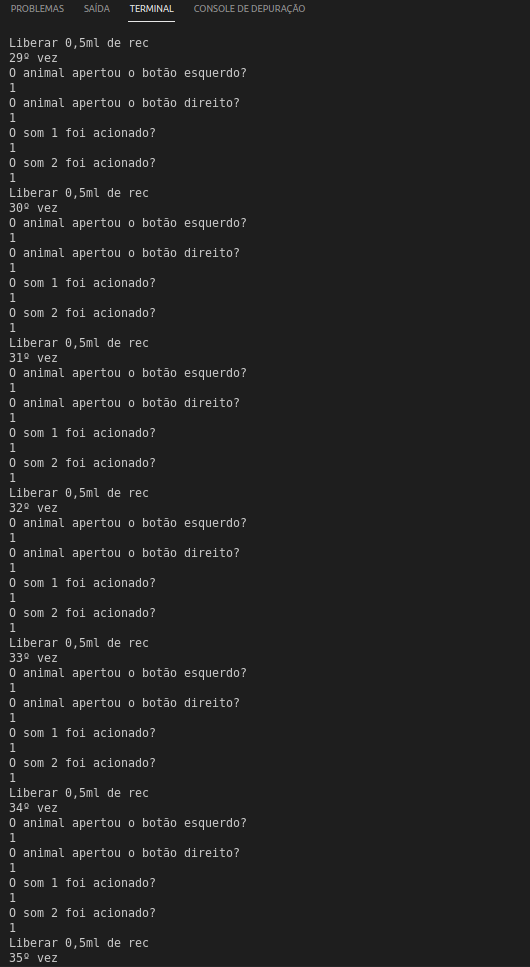 PROBLEMAS SAÍDA TERMINAL CONSOLE DE DEPURAÇÃO
Liberar 0,5ml de rec
29º vez
O animal apertou o botão esquerdo?
1
O animal apertou o botão direito?
1
O som 1 foi acionado?
1
O som 2 foi acionado?
1
Liberar 0,5ml de rec
30º vez
O animal apertou o botão esquerdo?
1
O animal apertou o botão direito?
1
O som 1 foi acionado?
1
O som 2 foi acionado?
1
Liberar 0,5ml de rec
31º vez
O animal apertou o botão esquerdo?
1
O animal apertou o botão direito?
1
O som 1 foi acionado?
1
O som 2 foi acionado?
1
Liberar 0,5ml de rec
32º vez
O animal apertou o botão esquerdo?
1
O animal apertou o botão direito?
1
O som 1 foi acionado?
1
O som 2 foi acionado?
1
Liberar 0,5ml de rec
33º vez
O animal apertou o botão esquerdo?
1
O animal apertou o botão direito?
1
O som 1 foi acionado?
1
O som 2 foi acionado?
1
Liberar 0,5ml de rec
34º vez
O animal apertou o botão esquerdo?
1
O animal apertou o botão direito?
1
O som 1 foi acionado?
1
O som 2 foi acionado?
1
Liberar 0,5ml de rec
35º vez